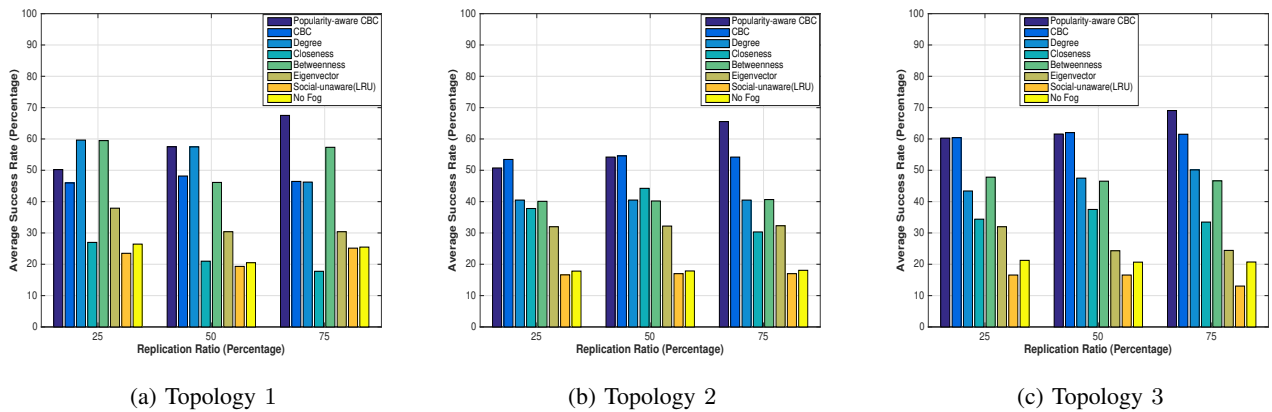 100
90
80
70
60
50
40
30
20
10
0
Average Success Rate (Percentage)
Popularity-aware CBC
CBC
Degree
Closeness
Betweenness
Eigenvector
Social-unaware(LRU)
No Fog
25 50 75
Replication Ratio (Percentage)
(a) Topology 1
100
90
80
70
60
50
40
30
20
10
0
Average Success Rate (Percentage)
Popularity-aware CBC
CBC
Degree
Closeness
Betweenness
Eigenvector
Social-unaware(LRU)
No Fog
25 50 75
Replication Ratio (Percentage)
(b) Topology 2
100
90
80
70
60
50
40
30
20
10
0
Average Success Rate (Percentage)
Popularity-aware CBC
CBC
Degree
Closeness
Betweenness
Eigenvector
Social-unaware(LRU)
No Fog
25 50 75
Replication Ratio (Percentage)
(c) Topology 3